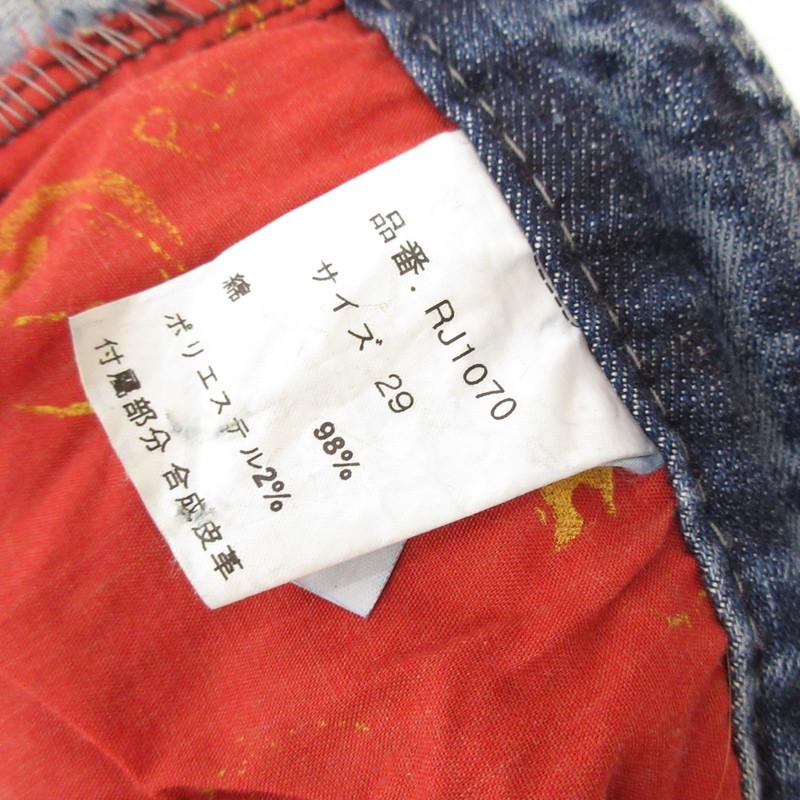 品番. RJ1070
サイズ 29
綿 98%
ポリエステル2%
付属部分 合成皮革